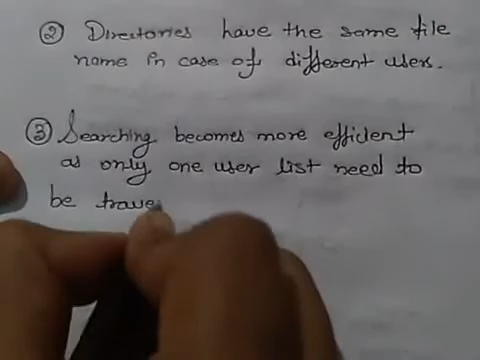 ② Directories have the same file
name in case of different users.
③ Searching becomes more efficient
as only one user list need to
be trave